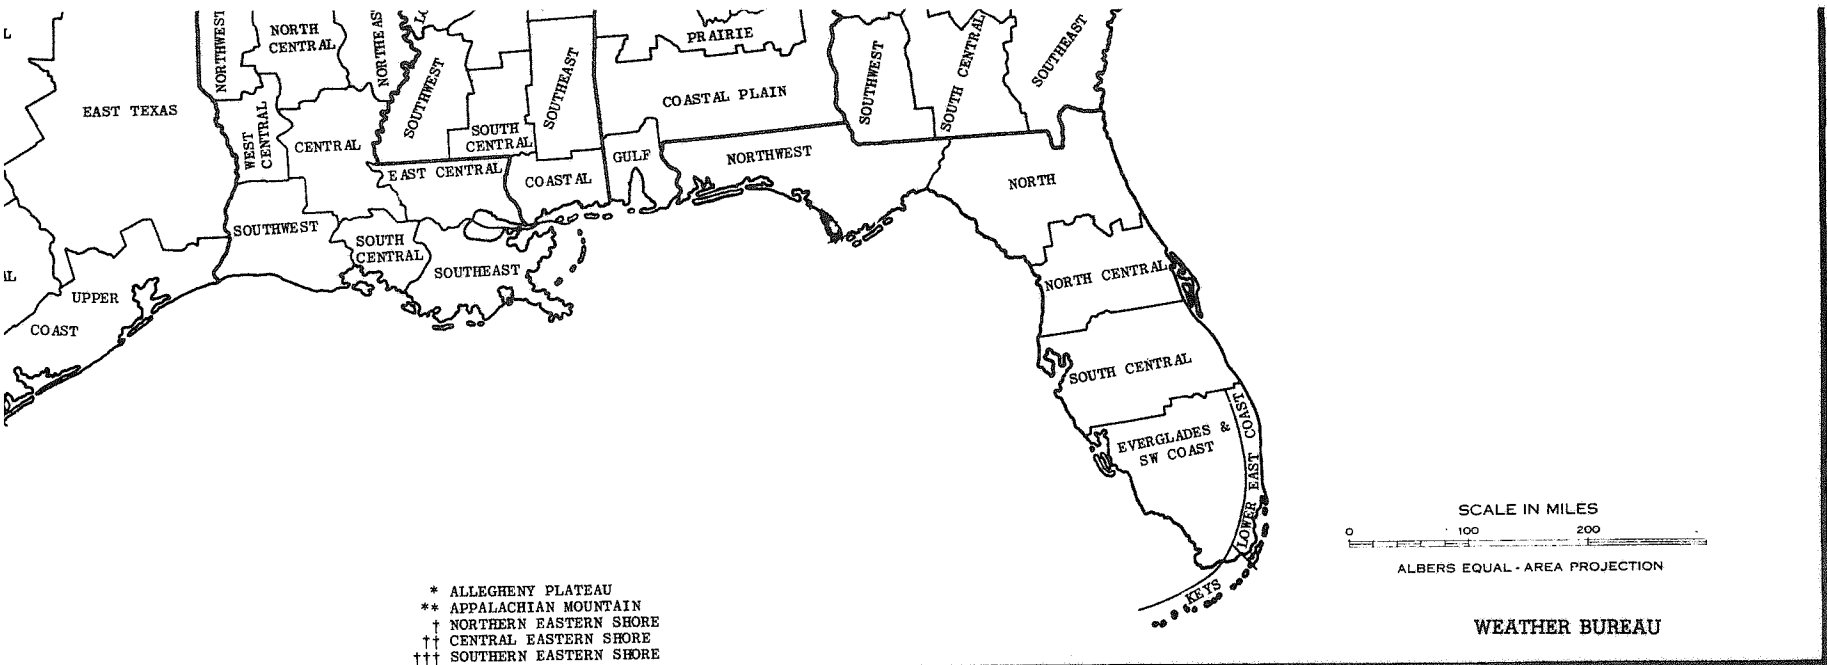 NORTHWEST
NORTH
CENTRAL
NORTHEAST
PRAIRIE
SOUTHWEST
SOUTH CENTRAL
SOUTHEAST
EAST TEXAS
WEST
CENTRAL
CENTRAL
SOUTHWEST
SOUTH
CENTRAL
SOUTHEAST
COASTAL PLAIN
EAST CENTRAL
COASTAL
GULF
NORTHWEST
NORTH
SOUTHWEST
SOUTH
CENTRAL
SOUTHEAST
UPPER
COAST
NORTH CENTRAL
SOUTH CENTRAL
EVERGLADES &
SW COAST
LOWER EAST COAST
KEYS
SCALE IN MILES
0 100 200
ALBERS EQUAL - AREA PROJECTION
WEATHER BUREAU
* ALLEGHENY PLATEAU
** APPALACHIAN MOUNTAIN
† NORTHERN EASTERN SHORE
†† CENTRAL EASTERN SHORE
††† SOUTHERN EASTERN SHORE